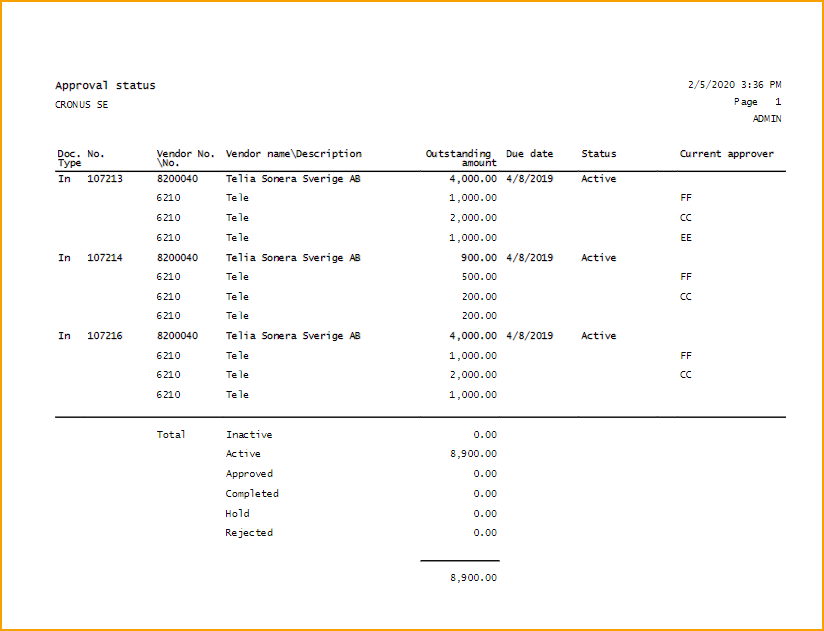 Approval status 2/5/2020 3:36 PM
CRONUS SE Page 1
ADMIN
Doc. No. Vendor No. Vendor name\Description Outstanding Due date Status Current approver
Type \No. amount
In 107213 8200040 Telia Sonera Sverige AB 4,000.00 4/8/2019 Active
6210 Tele 1,000.00 FF
6210 Tele 2,000.00 CC
6210 Tele 1,000.00 EE
In 107214 8200040 Telia Sonera Sverige AB 900.00 4/8/2019 Active
6210 Tele 500.00 FF
6210 Tele 200.00 CC
6210 Tele 200.00
In 107216 8200040 Telia Sonera Sverige AB 4,000.00 4/8/2019 Active
6210 Tele 1,000.00 FF
6210 Tele 2,000.00 CC
6210 Tele 1,000.00
Total Inactive 0.00
Active 8,900.00
Approved 0.00
Completed 0.00
Hold 0.00
Rejected 0.00
8,900.00